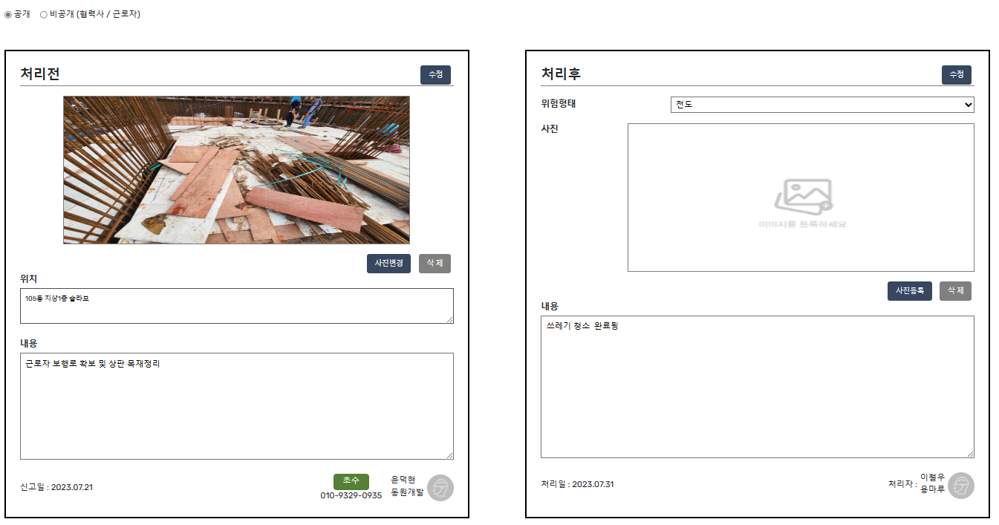 공개 비공개 (협력사 / 근로자)
처리전
수정
사진변경
삭 제
위치
105동 지상1층 슬라브
내용
근로자 보행로 확보 및 상판 목재정리
신고일 : 2023.07.21
초수
010-9329-0935
윤덕현
동원개발
처리후
수정
위험형태
전도
사진
이미지를 등록하세요
사진등록
삭 제
내용
쓰레기 청소  완료됨
처리일 : 2023.07.31
처리자 :
이철우
용마루